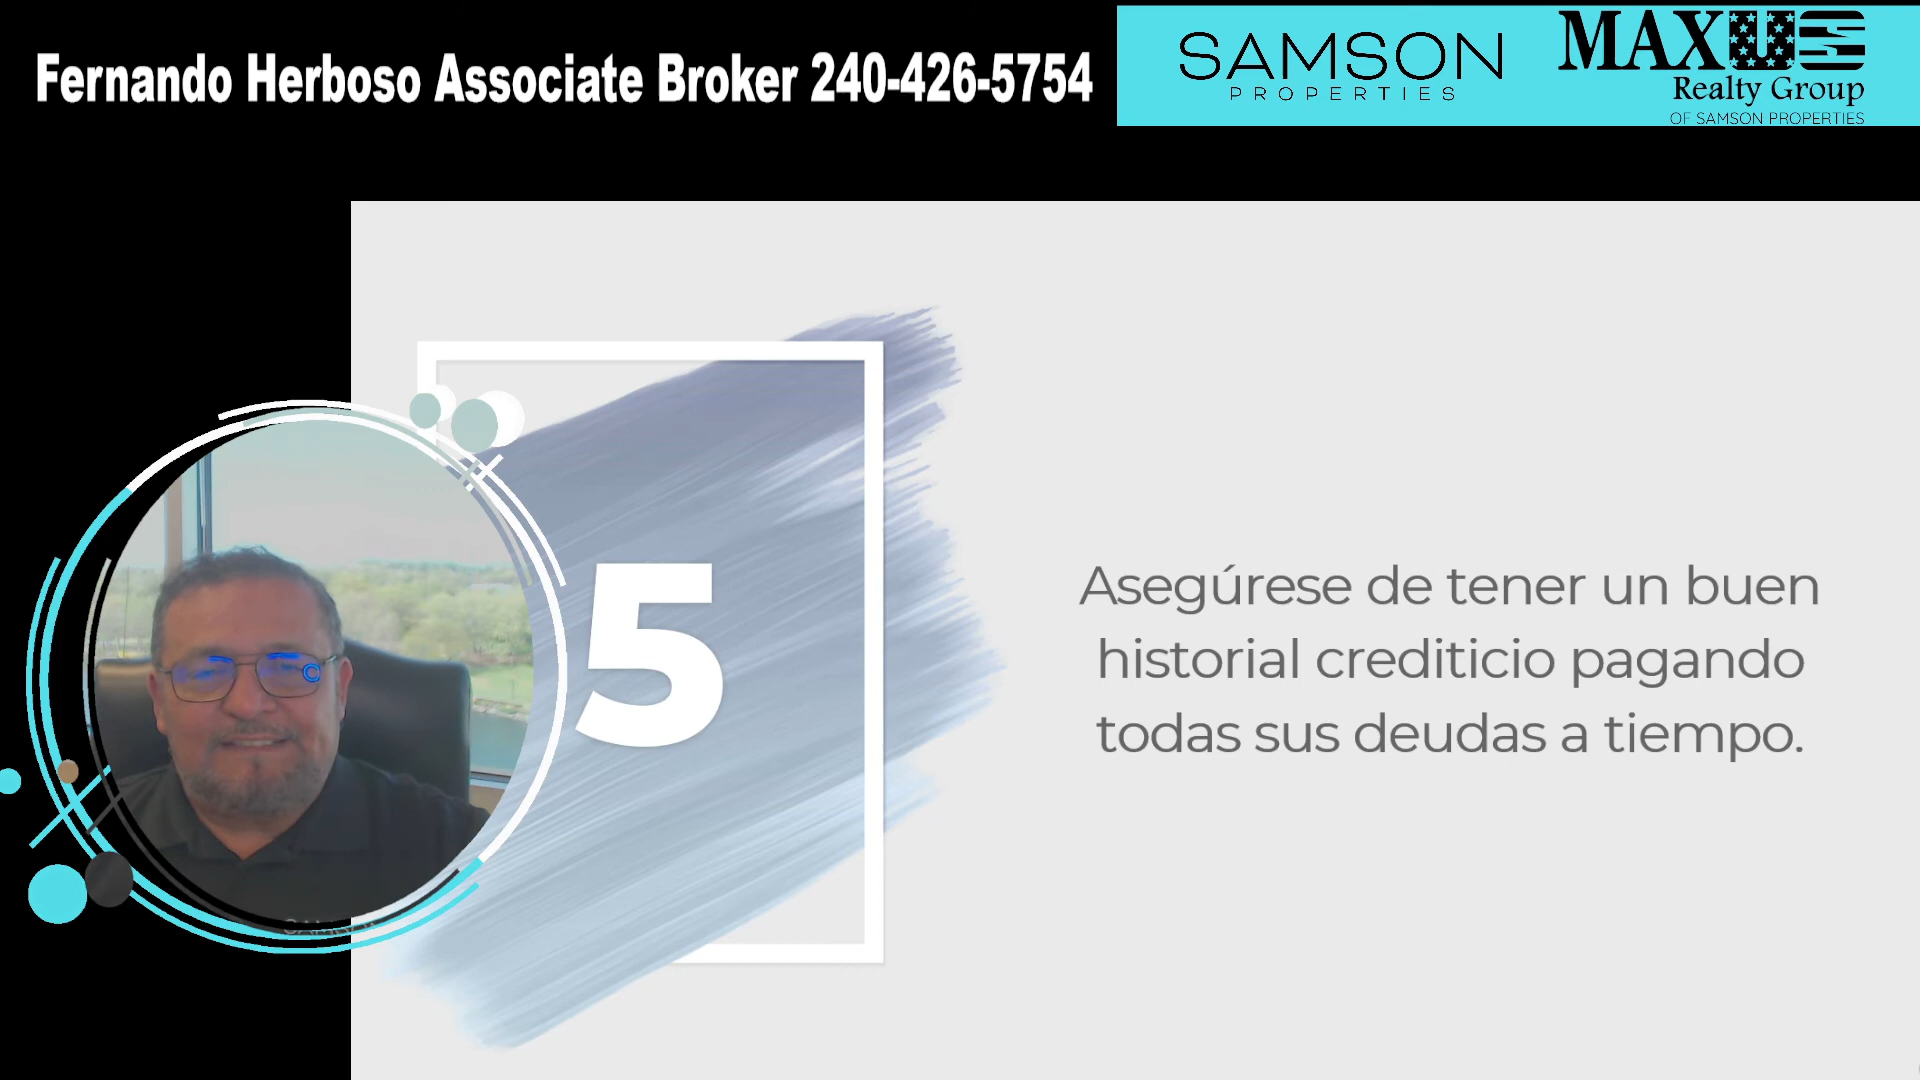 Fernando Herboso Associate Broker 240-426-5754
SAMSON
PROPERTIES
MAXUS
Realty Group
OF SAMSON PROPERTIES
5
Asegúrese de tener un buen
historial crediticio pagando
todas sus deudas a tiempo.